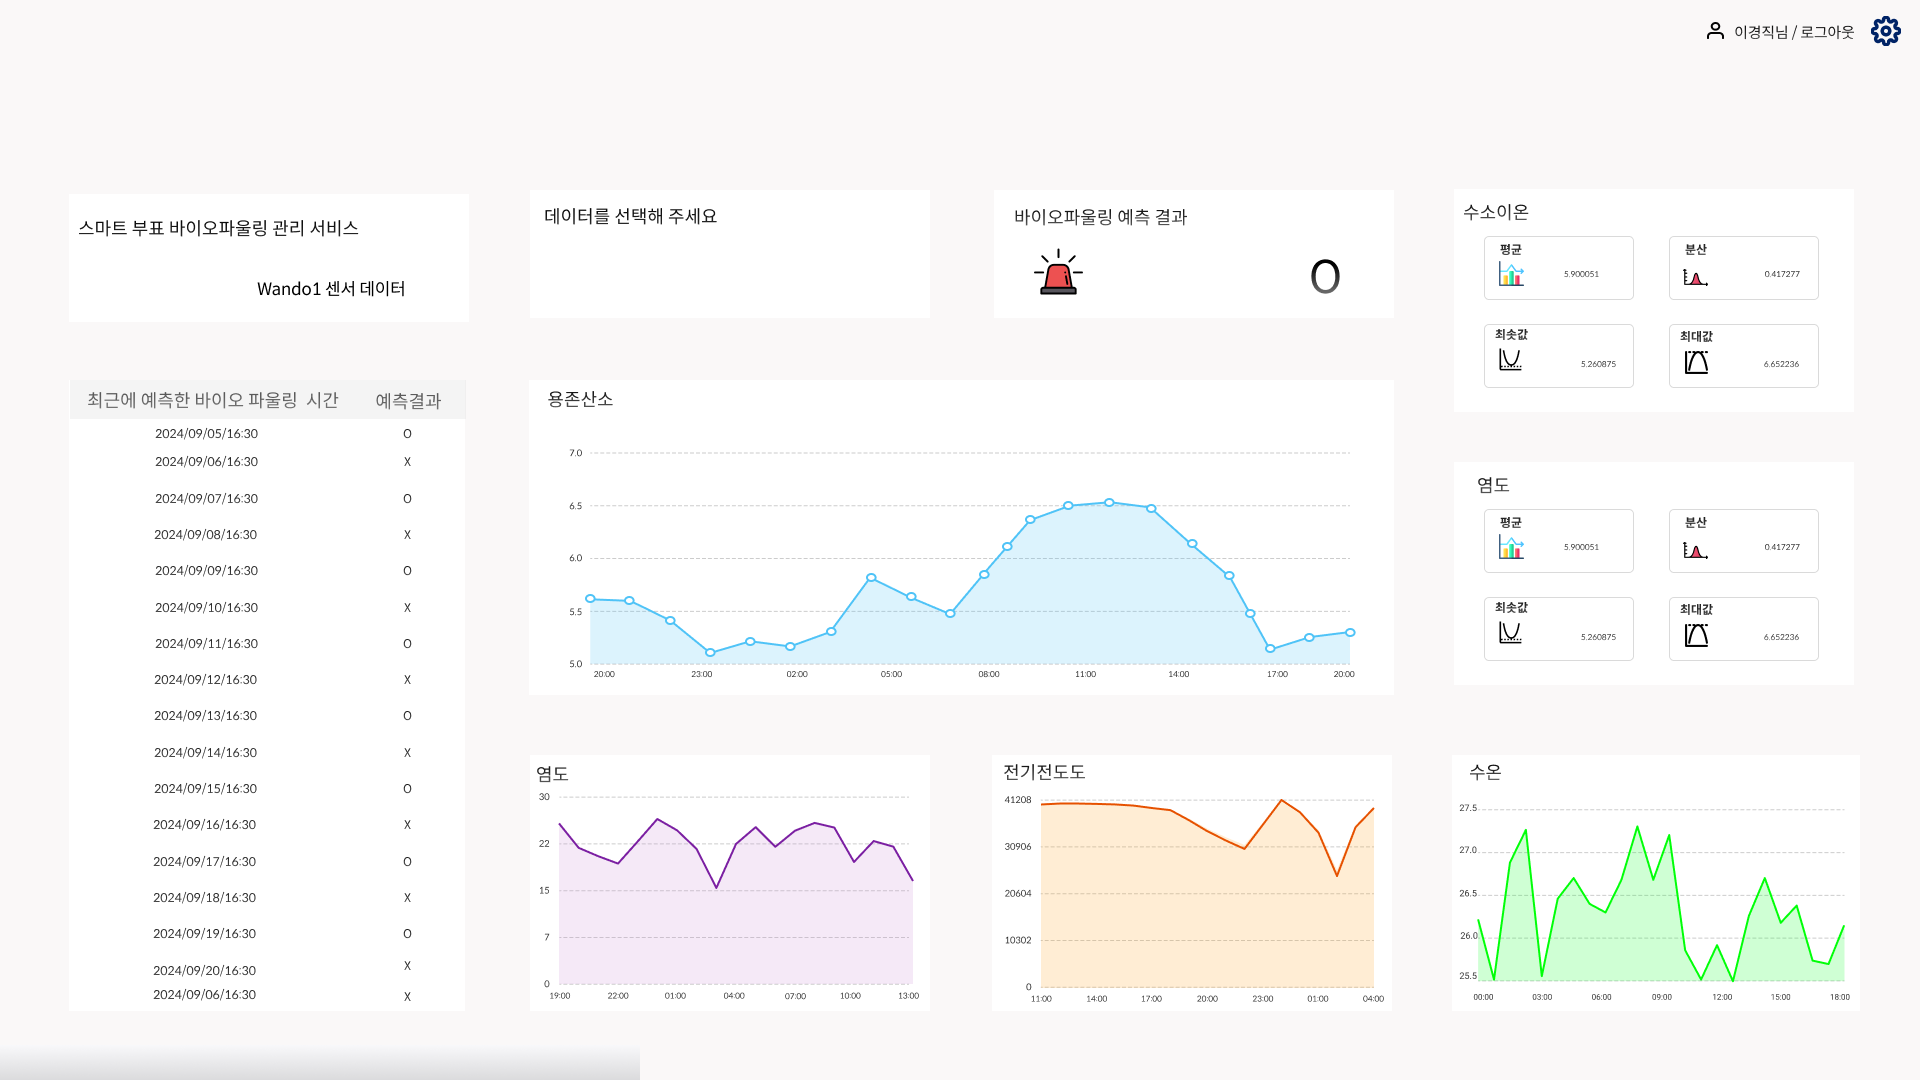 이경직님 / 로그아웃
스마트 부표 바이오파울링 관리 서비스
Wando1 센서 데이터
데이터를 선택해 주세요
바이오파울링 예측 결과
O
수소이온
평균
5.900051
분산
0.417277
최솟값
5.260875
최대값
6.652236
최근에 예측한 바이오 파울링 시간 예측결과
2024/09/05/16:30 O
2024/09/06/16:30 X
2024/09/07/16:30 O
2024/09/08/16:30 X
2024/09/09/16:30 O
2024/09/10/16:30 X
2024/09/11/16:30 O
2024/09/12/16:30 X
2024/09/13/16:30 O
2024/09/14/16:30 X
2024/09/15/16:30 O
2024/09/16/16:30 X
2024/09/17/16:30 O
2024/09/18/16:30 X
2024/09/19/16:30 O
2024/09/20/16:30 X
2024/09/06/16:30 X
용존산소
7.0
6.5
6.0
5.5
5.0
20:00 23:00 02:00 05:00 08:00 11:00 14:00 17:00 20:00
염도
평균
5.900051
분산
0.417277
최솟값
5.260875
최대값
6.652236
염도
30
22
15
7
0
19:00 22:00 01:00 04:00 07:00 10:00 13:00
전기전도도
41208
30906
20604
10302
0
11:00 14:00 17:00 20:00 23:00 01:00 04:00
수온
27.5
27.0
26.5
26.0
25.5
00:00 03:00 06:00 09:00 12:00 15:00 18:00